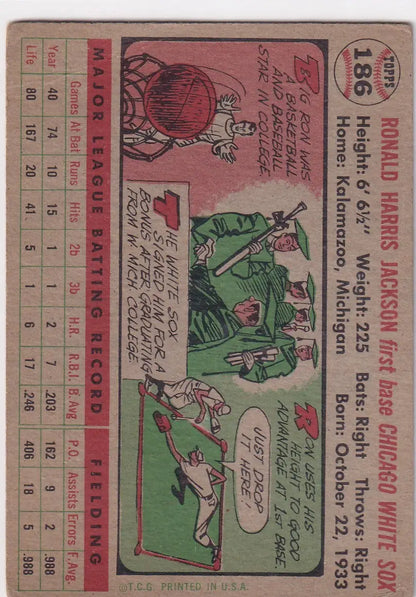 TOPPS
186
RONALD HARRIS JACKSON first base CHICAGO WHITE SOX
Height: 6' 6½" Weight: 225 Bats: Right Throws: Right
Home: Kalamazoo, Michigan Born: October 22, 1933
BIG RON WAS
A BASKETBALL
AND BASEBALL
STAR IN COLLEGE.
THE WHITE SOX
SIGNED HIM FOR A
BONUS AFTER GRADUATING
FROM W. MICH COLLEGE.
RON USES HIS
HEIGHT TO GOOD
ADVANTAGE AT 1ST BASE.
JUST DROP
IT HERE!
MAJOR LEAGUE BATTING RECORD FIELDING
Games At Bat Runs Hits 2b 3b H.R. R.B.I. B.Avg. P.O. Assists Errors F.Avg.
Year 40 74 10 15 1 1 2 7 .203 162 9 2 .988
Life 80 167 20 41 5 1 6 17 .246 406 18 5 .988
©T.C.G. PRINTED IN U.S.A.